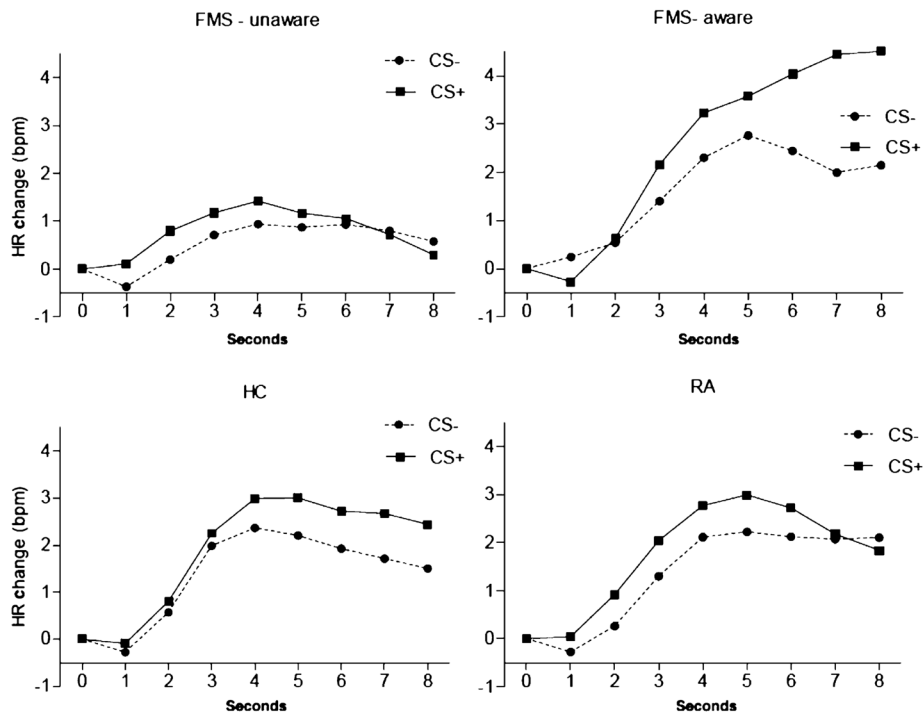 FMS - unaware
CS-
CS+
HR change (bpm)
4
3
2
1
0
-1
0 1 2 3 4 5 6 7 8
Seconds
FMS- aware
CS-
CS+
4
3
2
1
0
-1
0 1 2 3 4 5 6 7 8
Seconds
HC
CS-
CS+
HR change (bpm)
4
3
2
1
0
-1
0 1 2 3 4 5 6 7 8
Seconds
RA
CS-
CS+
4
3
2
1
0
-1
0 1 2 3 4 5 6 7 8
Seconds